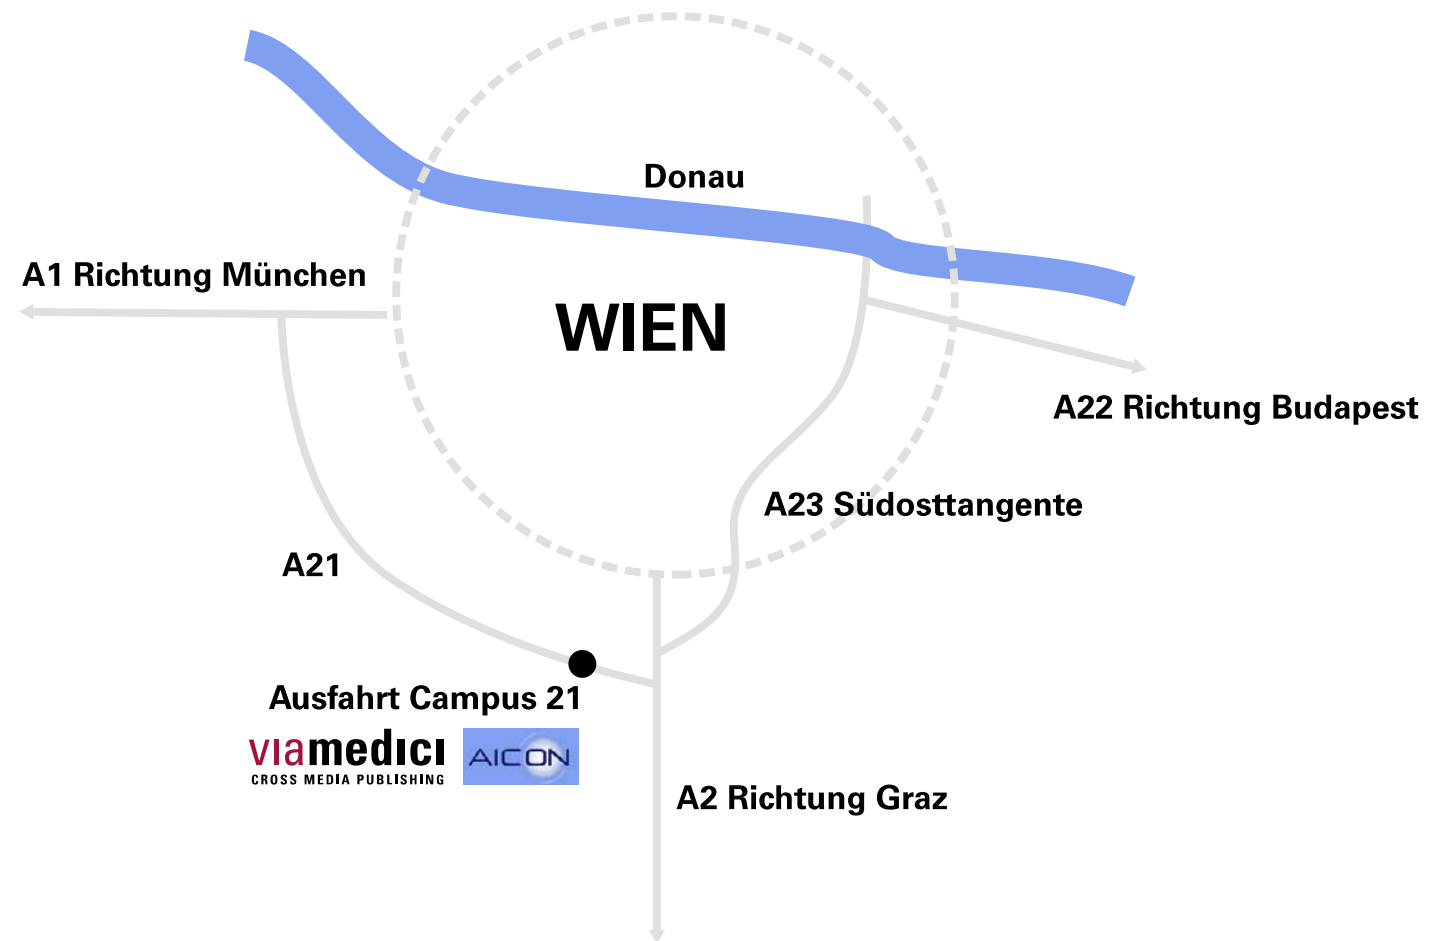 Donau
A1 Richtung München
WIEN
A22 Richtung Budapest
A23 Südosttangente
A21
Ausfahrt Campus 21
viamedici
CROSS MEDIA PUBLISHING
AICON
A2 Richtung Graz